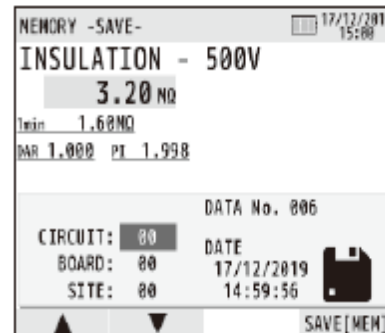 MEMORY -SAVE- 17/12/201
15:00
INSULATION - 500V
3.20 MΩ
1min 1.60MΩ
DAR 1.000 PI 1.998
DATA No. 006
CIRCUIT: 00
DATE
BOARD: 00
17/12/2019
SITE: 00
14:59:56
▲ ▼ SAVE[MEM]